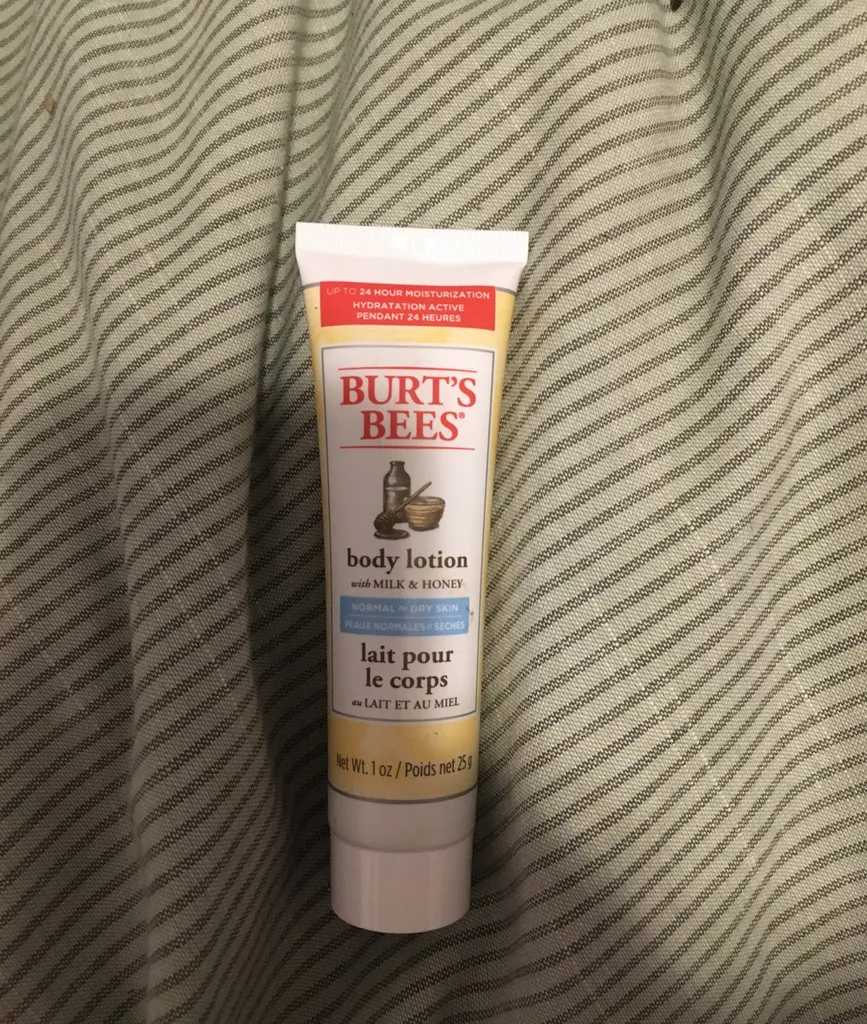 UP TO 24 HOUR MOISTURIZATION
HYDRATATION ACTIVE
PENDANT 24 HEURES
BURT'S
BEES®
body lotion
with MILK & HONEY
NORMAL to DRY SKIN
PEAUX NORMALES à SÈCHES
lait pour
le corps
au LAIT ET AU MIEL
Net Wt. 1 oz / Poids net 25 g